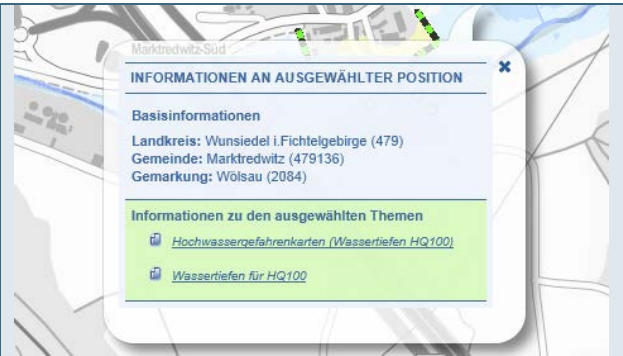 Marktredwitz-Süd
INFORMATIONEN AN AUSGEWÄHLTER POSITION
Basisinformationen
Landkreis: Wunsiedel i.Fichtelgebirge (479)
Gemeinde: Marktredwitz (479136)
Gemarkung: Wölsau (2084)
Informationen zu den ausgewählten Themen
Hochwassergefahrenkarten (Wassertiefen HQ100)
Wassertiefen für HQ100